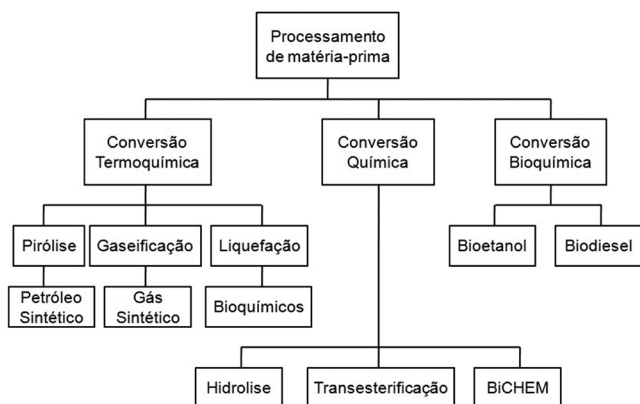 Processamento
de matéria-prima
Conversão
Termoquímica
Conversão
Química
Conversão
Bioquímica
Pirólise
Gaseificação
Liquefação
Bioetanol
Biodiesel
Petróleo
Sintético
Gás
Sintético
Bioquímicos
Hidrolise
Transesterificação
BiCHEM